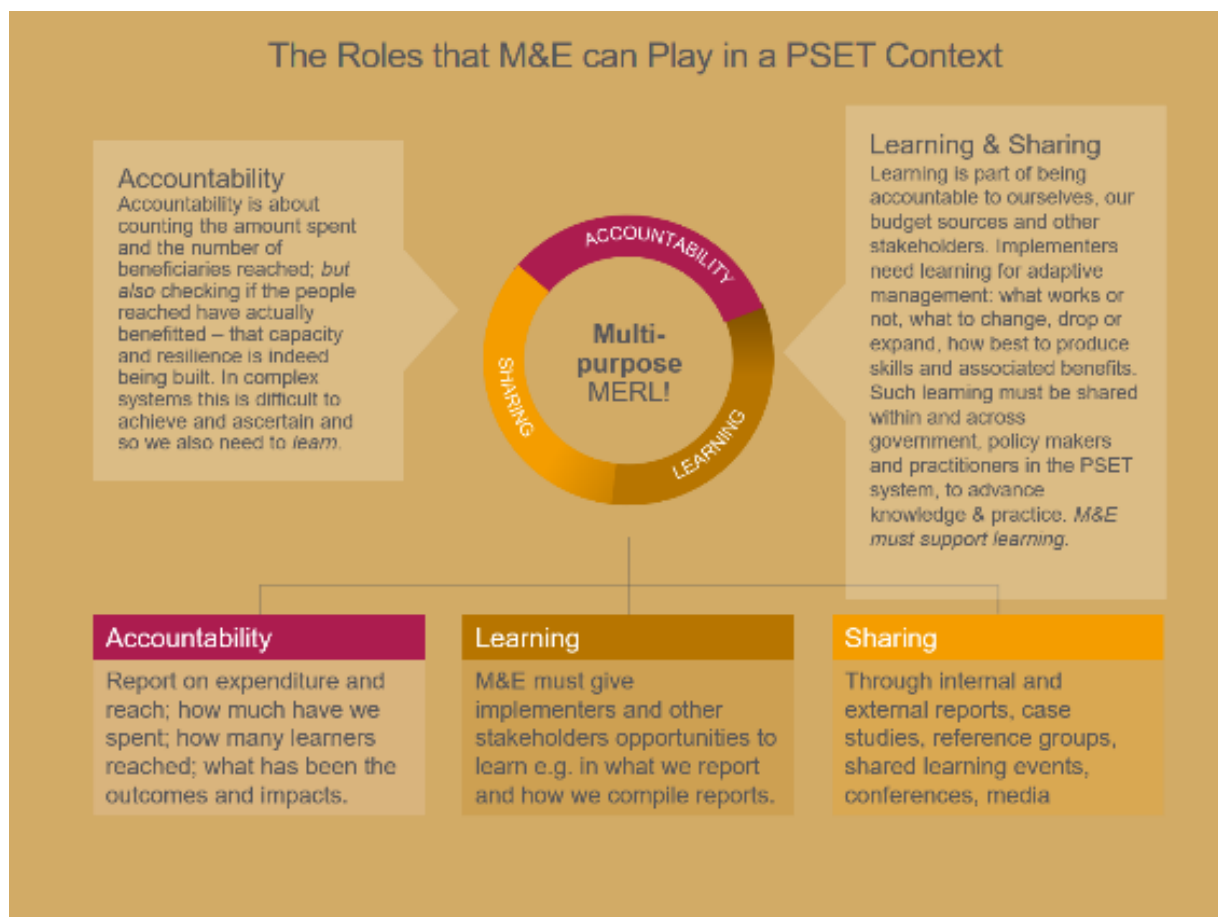 The Roles that M&E can Play in a PSET Context
Accountability
Accountability is about
counting the amount spent
and the number of
beneficiaries reached; but
also checking if the people
reached have actually
benefitted – that capacity
and resilience is indeed
being built. In complex
systems this is difficult to
achieve and ascertain and
so we also need to learn.
ACCOUNTABILITY
SHARING
LEARNING
Multi-
purpose
MERL!
Learning & Sharing
Learning is part of being
accountable to ourselves, our
budget sources and other
stakeholders. Implementers
need learning for adaptive
management: what works or
not, what to change, drop or
expand, how best to produce
skills and associated benefits.
Such learning must be shared
within and across
government, policy makers
and practitioners in the PSET
system, to advance
knowledge & practice. M&E
must support learning.
Accountability
Report on expenditure and
reach; how much have we
spent; how many learners
reached; what has been the
outcomes and impacts.
Learning
M&E must give
implementers and other
stakeholders opportunities to
learn e.g. in what we report
and how we compile reports.
Sharing
Through internal and
external reports, case
studies, reference groups,
shared learning events,
conferences, media